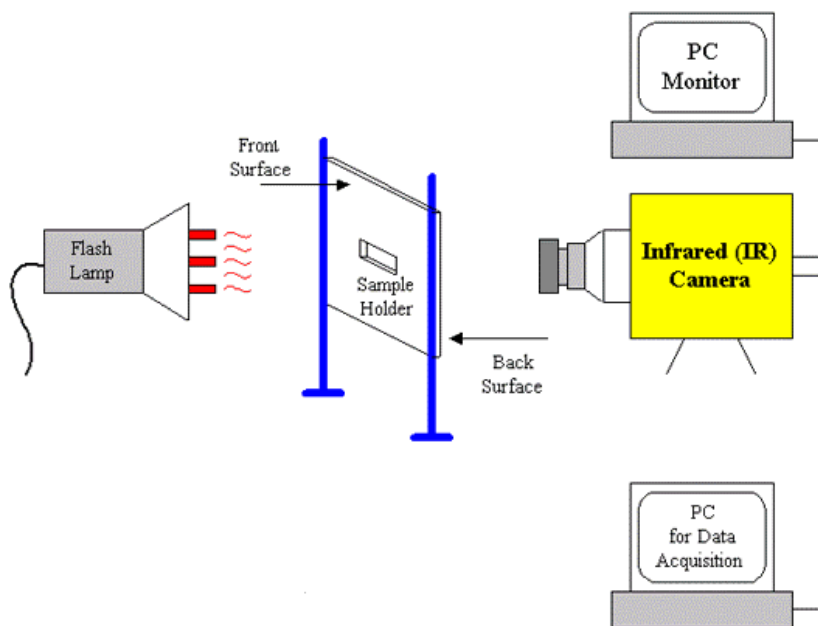 PC
Monitor
Front
Surface
Flash
Lamp
Infrared (IR)
Camera
Sample
Holder
Back
Surface
PC
for Data
Acquisition